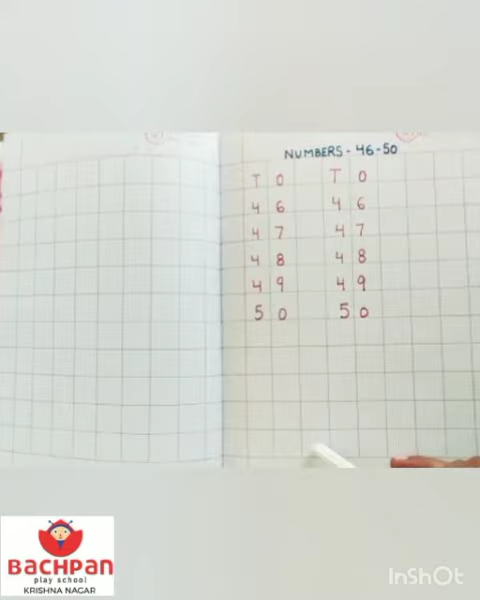 NUMBERS - 46-50
T O T O
4 6 4 6
4 7 4 7
4 8 4 8
4 9 4 9
5 0 5 0
BACHPAN
play school
KRISHNA NAGAR
InShOt